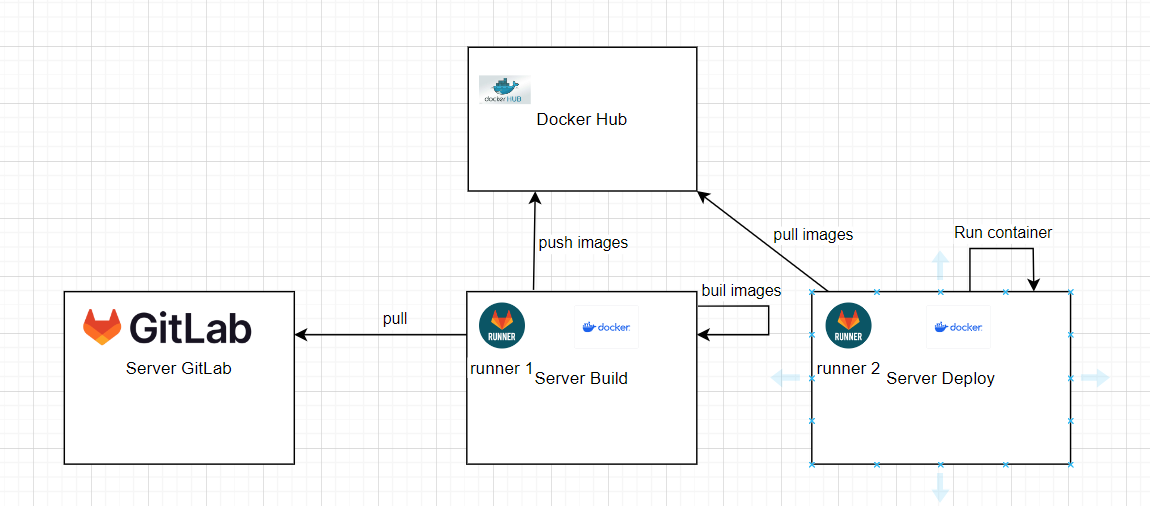 docker HUB
Docker Hub
push images
pull images
Run container
buil images
GitLab
Server GitLab
pull
RUNNER
runner 1
docker
Server Build
RUNNER
runner 2
docker
Server Deploy